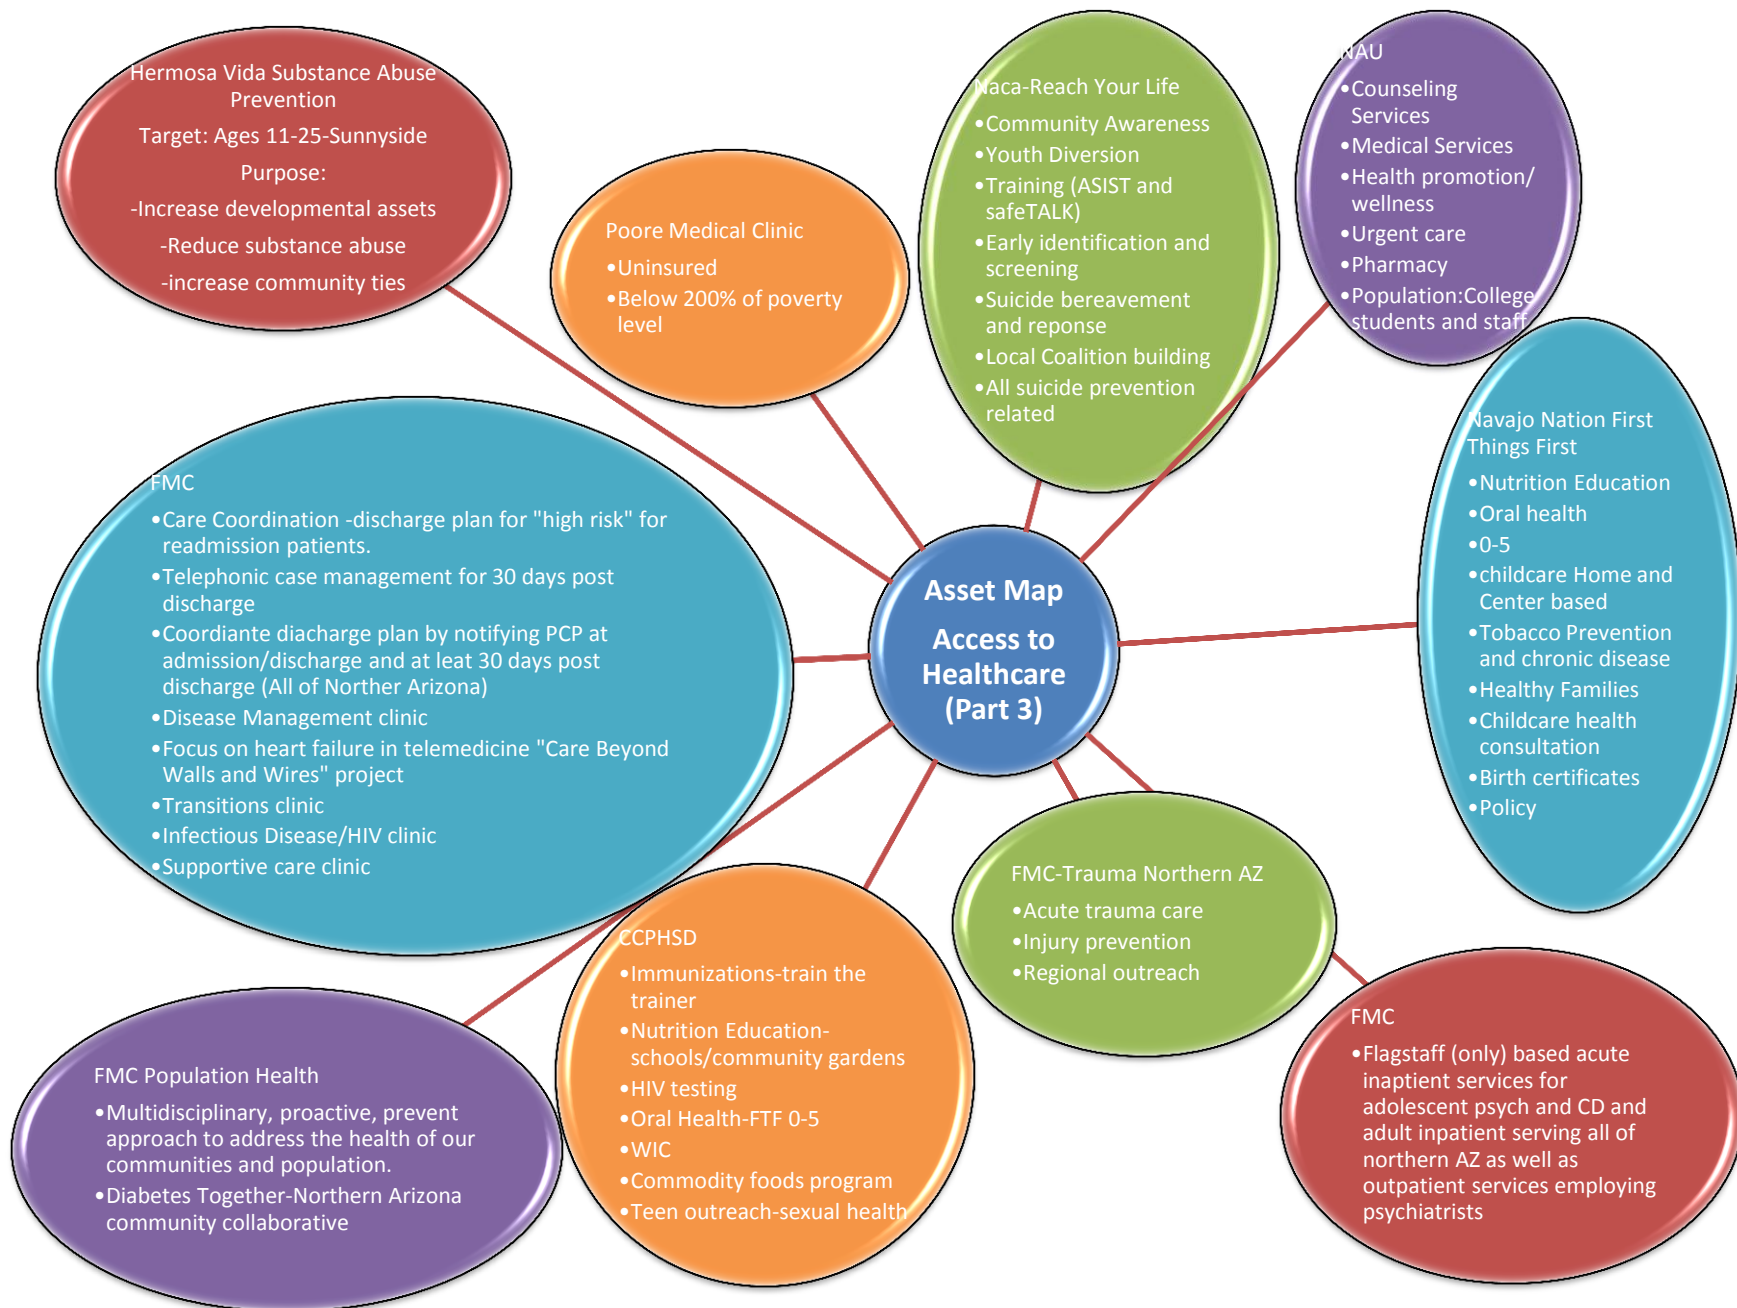 Hermosa Vida Substance Abuse
Prevention
Target: Ages 11-25-Sunnyside
Purpose:
-Increase developmental assets
-Reduce substance abuse
-increase community ties
Poore Medical Clinic
•Uninsured
•Below 200% of poverty
level
Naca-Reach Your Life
•Community Awareness
•Youth Diversion
•Training (ASIST and
safeTALK)
•Early identification and
screening
•Suicide bereavement
and reponse
•Local Coalition building
•All suicide prevention
related
NAU
•Counseling
Services
•Medical Services
•Health promotion/
wellness
•Urgent care
•Pharmacy
•Population:College
students and staff
Navajo Nation First
Things First
•Nutrition Education
•Oral health
•0-5
•childcare Home and
Center based
•Tobacco Prevention
and chronic disease
•Healthy Families
•Childcare health
consultation
•Birth certificates
•Policy
FMC
•Care Coordination -discharge plan for "high risk" for
readmission patients.
•Telephonic case management for 30 days post
discharge
•Coordiante diacharge plan by notifying PCP at
admission/discharge and at leat 30 days post
discharge (All of Norther Arizona)
•Disease Management clinic
•Focus on heart failure in telemedicine "Care Beyond
Walls and Wires" project
•Transitions clinic
•Infectious Disease/HIV clinic
•Supportive care clinic
Asset Map
Access to
Healthcare
(Part 3)
FMC-Trauma Northern AZ
•Acute trauma care
•Injury prevention
•Regional outreach
CCPHSD
•Immunizations-train the
trainer
•Nutrition Education-
schools/community gardens
•HIV testing
•Oral Health-FTF 0-5
•WIC
•Commodity foods program
•Teen outreach-sexual health
FMC
•Flagstaff (only) based acute
inaptient services for
adolescent psych and CD and
adult inpatient serving all of
northern AZ as well as
outpatient services employing
psychiatrists
FMC Population Health
•Multidisciplinary, proactive, prevent
approach to address the health of our
communities and population.
•Diabetes Together-Northern Arizona
community collaborative